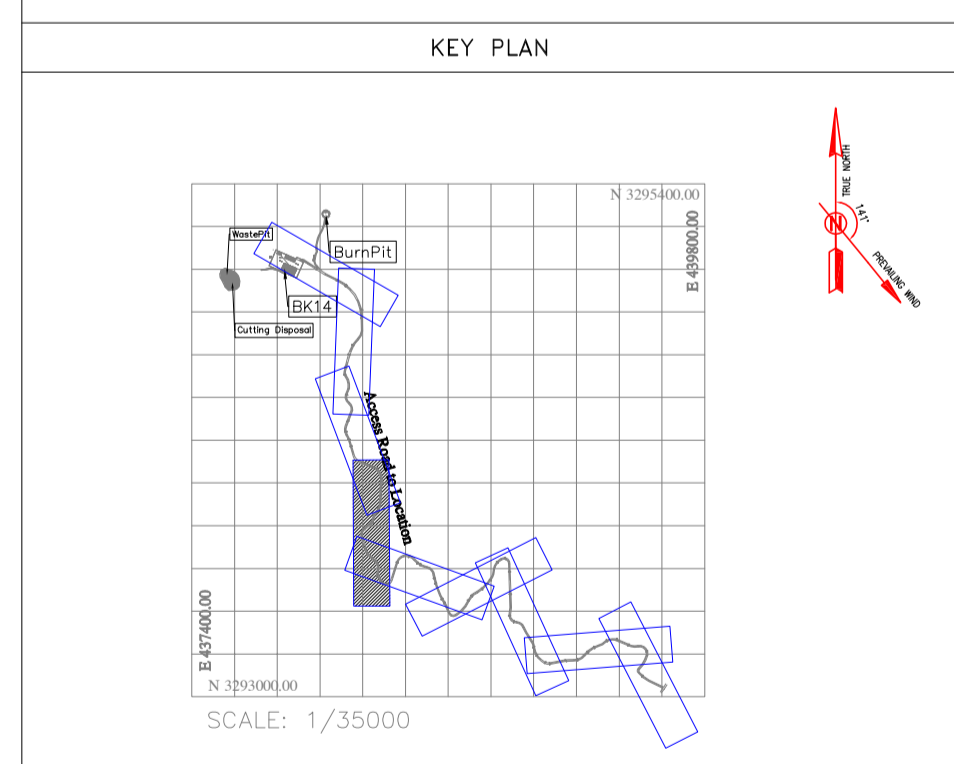 KEY PLAN
N 3295400.00
E 439800.00
WastePit
BurnPit
BK14
Cutting Disposal
Access Road to Location
E 437400.00
N 3293000.00
SCALE: 1/35000
TRUE NORTH
141°
N
PREVAILING WIND